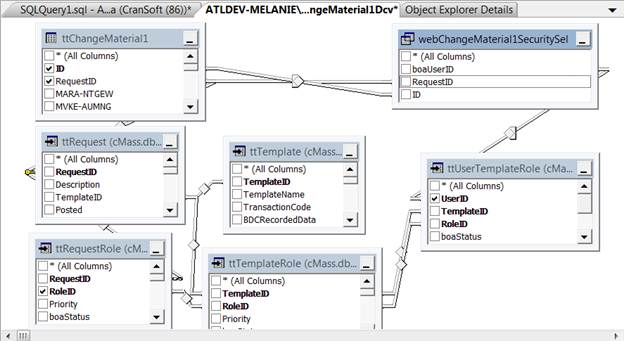 SQLQuery1.sql - A...a (CranSoft (86))*
ATLDEV-MELANIE\...ngeMaterial1Dcv*
Object Explorer Details
ttChangeMaterial1
* (All Columns)
ID
RequestID
MARA-NTGEW
MVKE-AUMNG
webChangeMaterial1SecuritySel
* (All Columns)
boaUserID
RequestID
ID
ttRequest (cMass.db...
* (All Columns)
RequestID
Description
TemplateID
Posted
ttTemplate (cMass...
* (All Columns)
TemplateID
TemplateName
TransactionCode
BDCRecordedData
ttUserTemplateRole (cMas...
* (All Columns)
UserID
TemplateID
RoleID
boaStatus
ttRequestRole (cMas...
* (All Columns)
RequestID
RoleID
Priority
boaStatus
ttTemplateRole (cMass.db...
* (All Columns)
TemplateID
RoleID
Priority